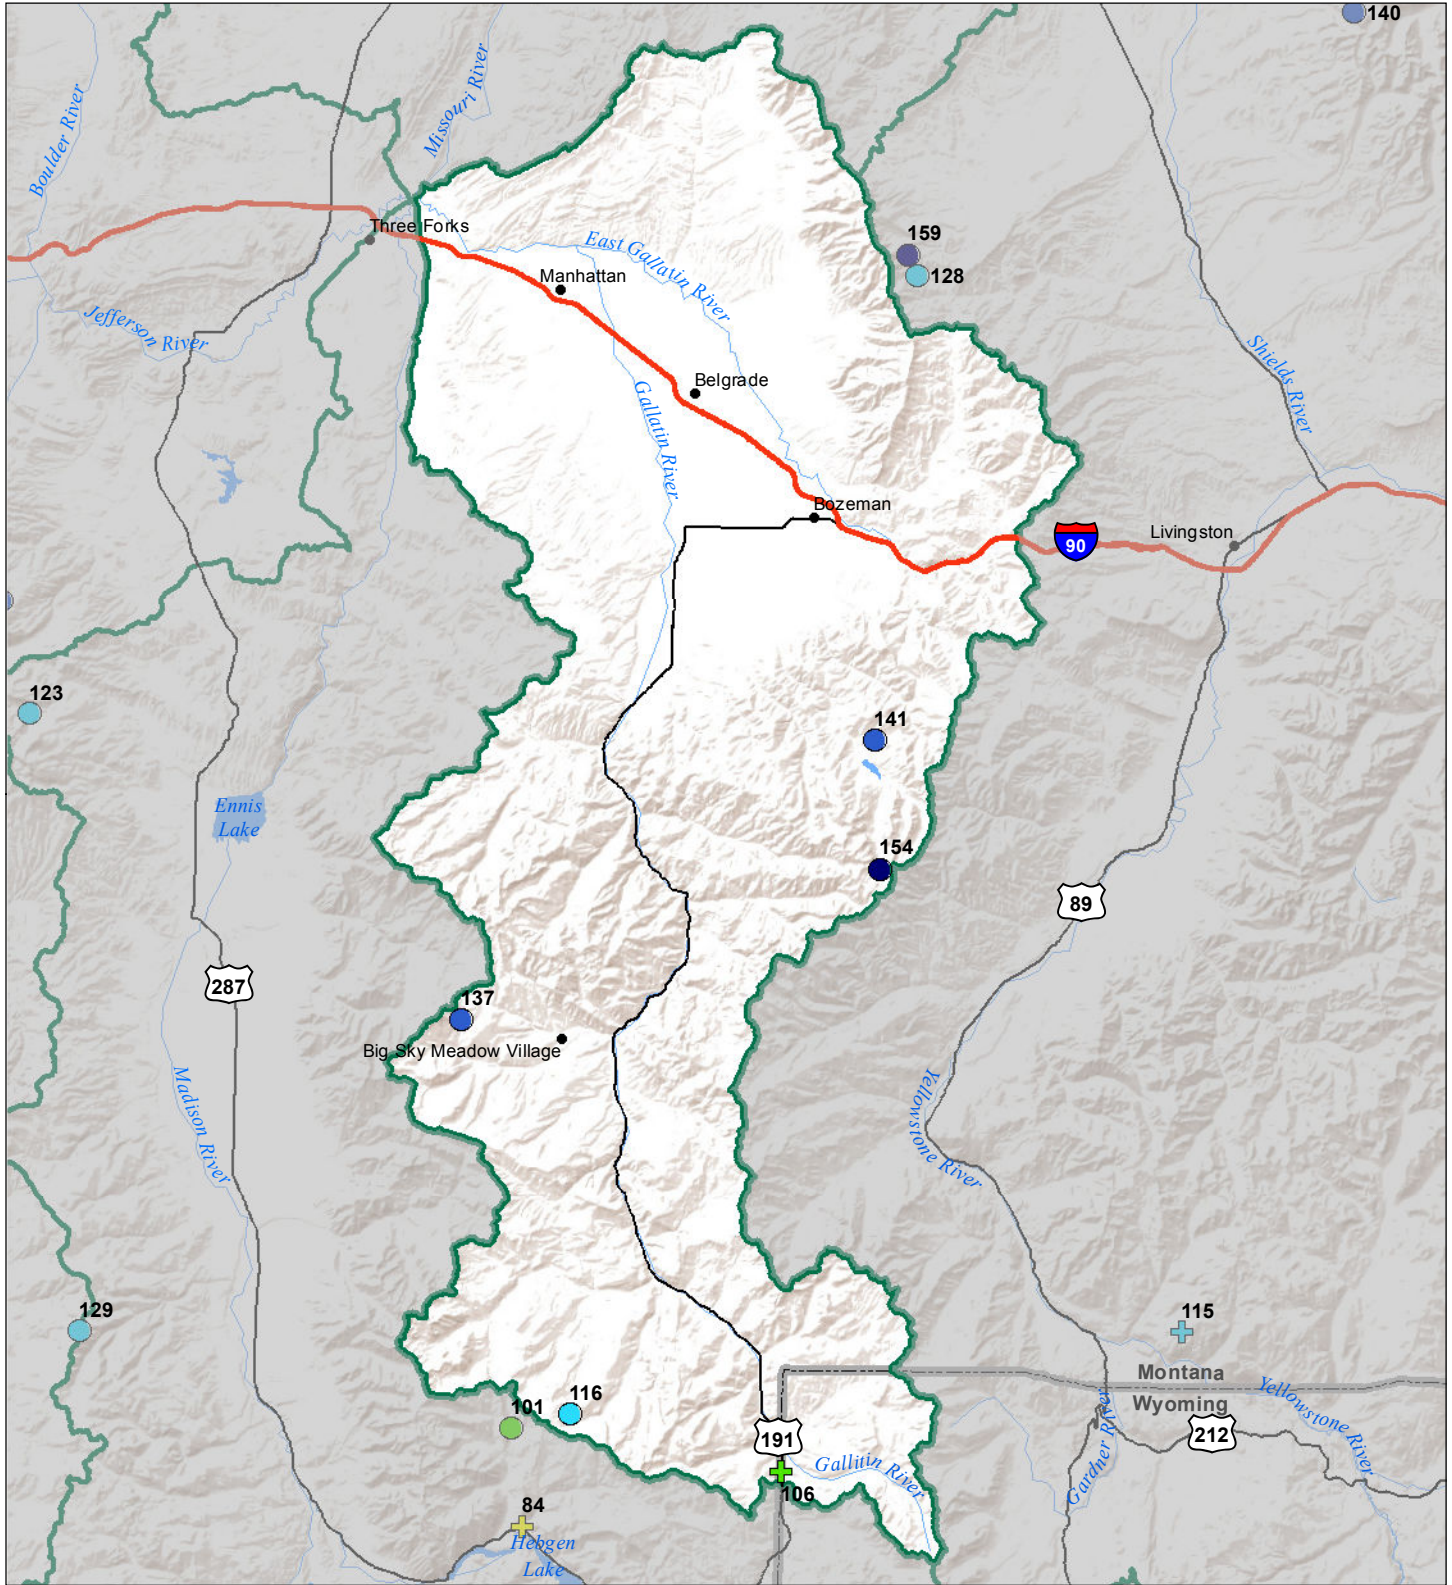 140
Missouri River
Boulder River
Three Forks
159
East Gallatin River
Manhattan
128
Jefferson River
Shields River
Belgrade
Gallatin River
Bozeman
Livingston
90
123
141
Ennis
Lake
154
89
287
137
Big Sky Meadow Village
Madison River
Yellowstone River
129
115
Montana
Wyoming
Yellowstone River
116
101
191
212
Gardner River
Gallitin River
106
84
Hebgen
Lake